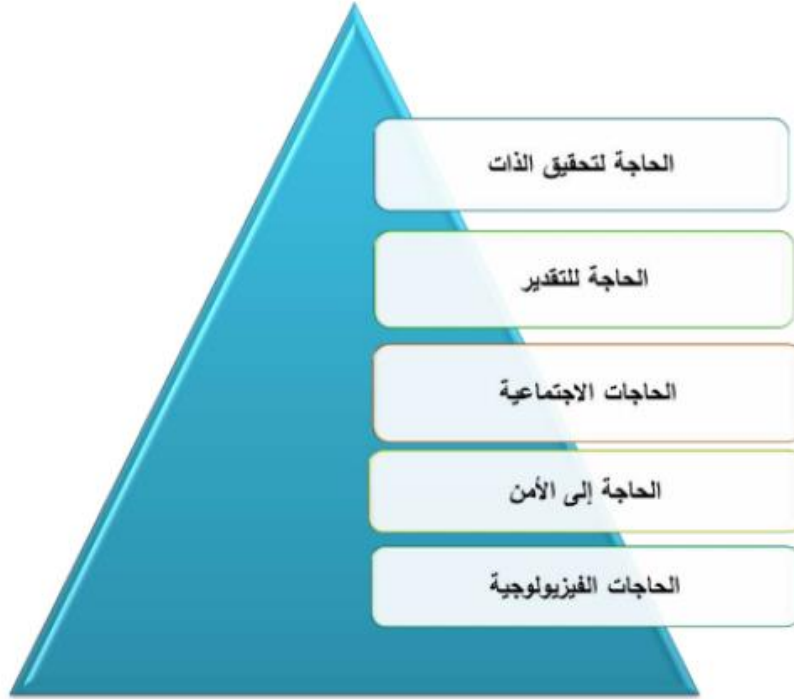 الحاجة لتحقيق الذات
الحاجة للتقدير
الحاجات الاجتماعية
الحاجة إلى الأمن
الحاجات الفيزيولوجية